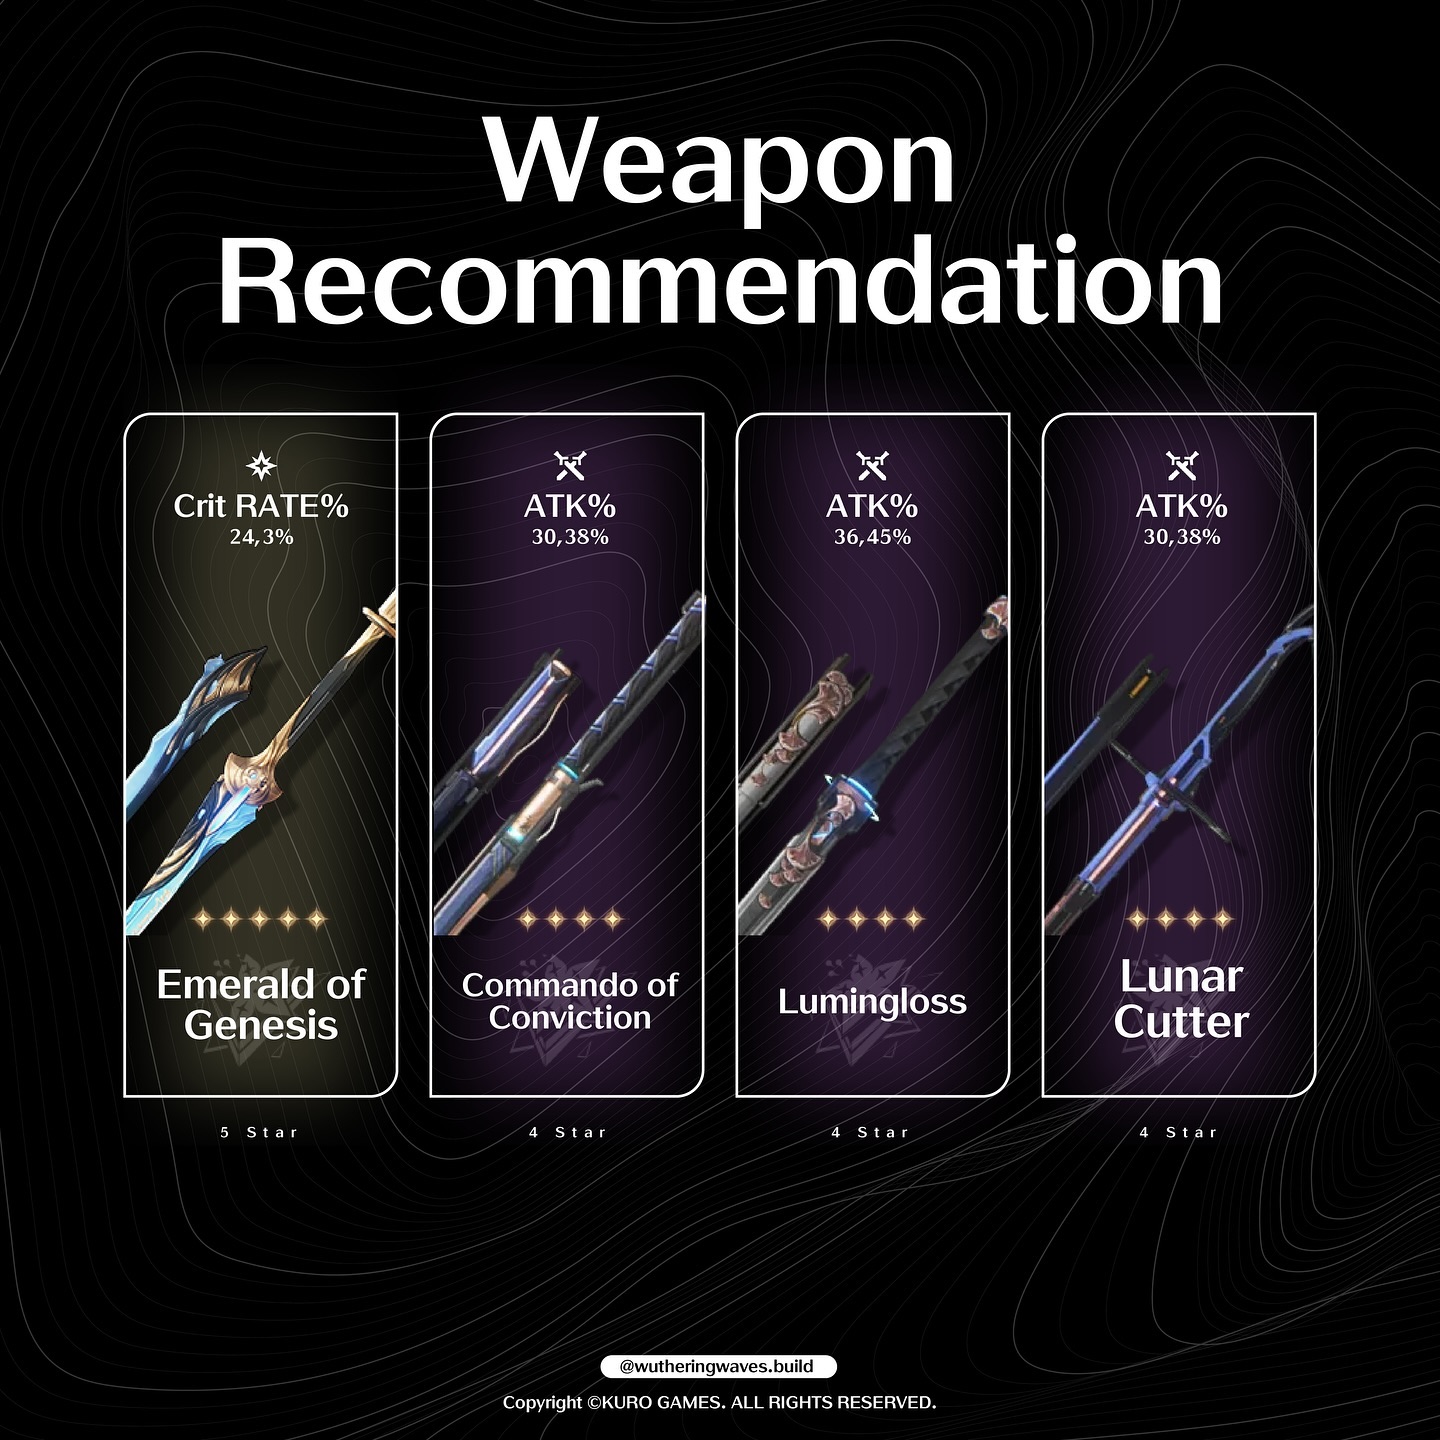 Weapon
Recommendation
Crit RATE%
24,3%
Emerald of
Genesis
5 Star
ATK%
30,38%
Commando of
Conviction
4 Star
ATK%
36,45%
Lumingloss
4 Star
ATK%
30,38%
Lunar
Cutter
4 Star
@wutheringwaves.build
Copyright ©KURO GAMES. ALL RIGHTS RESERVED.